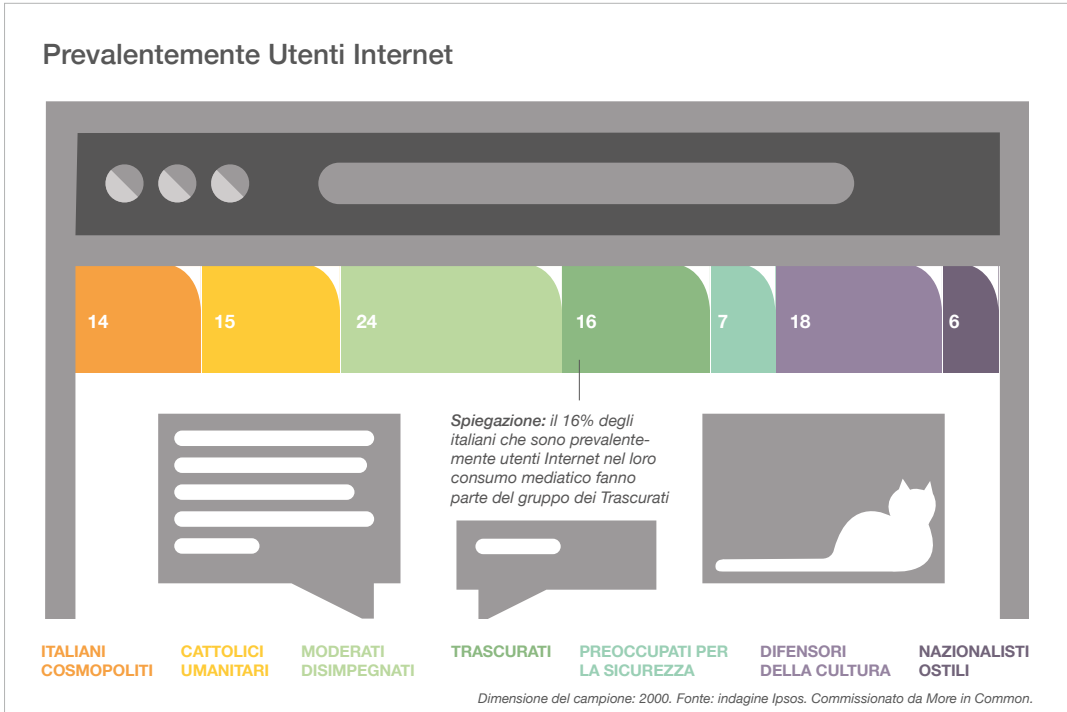 Prevalentemente Utenti Internet
14
15
24
16
7
18
6
Spiegazione: il 16% degli
italiani che sono prevalente-
mente utenti Internet nel loro
consumo mediatico fanno
parte del gruppo dei Trascurati
ITALIANI
COSMOPOLITI
CATTOLICI
UMANITARI
MODERATI
DISIMPEGNATI
TRASCURATI
PREOCCUPATI PER
LA SICUREZZA
DIFENSORI
DELLA CULTURA
NAZIONALISTI
OSTILI
Dimensione del campione: 2000. Fonte: indagine Ipsos. Commissionato da More in Common.